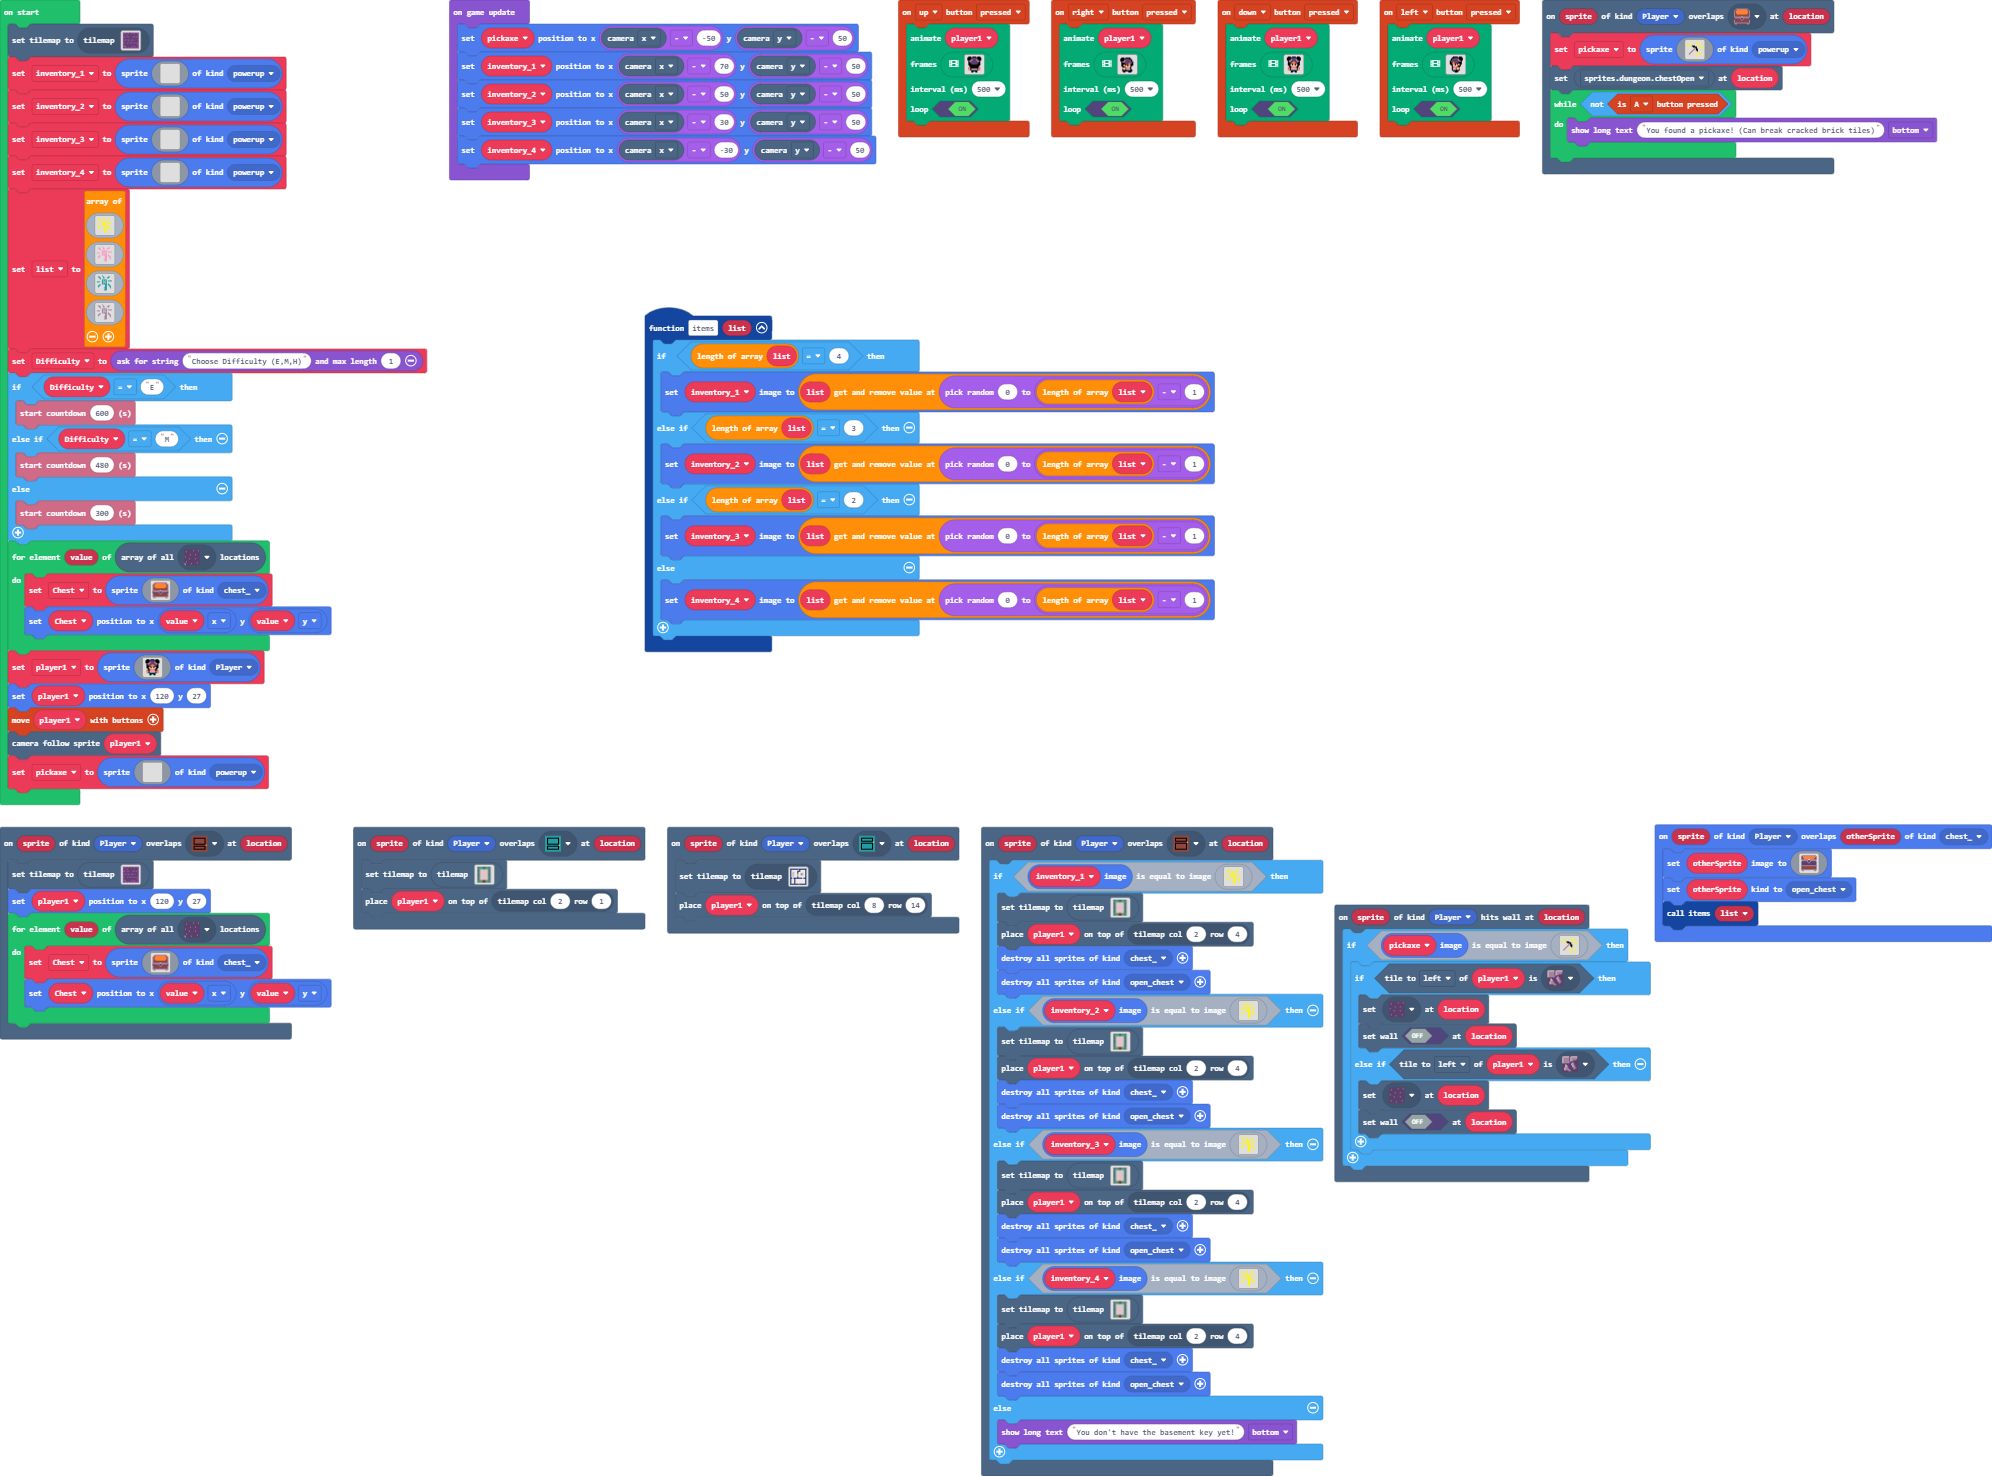 on start
set tilemap to tilemap
set inventory_1 to sprite of kind powerup
set inventory_2 to sprite of kind powerup
set inventory_3 to sprite of kind powerup
set inventory_4 to sprite of kind powerup
set list to array of
set Difficulty to ask for string "Choose Difficulty (E,M,H)" and max length 1
if Difficulty = "E" then
start countdown 600 (s)
else if Difficulty = "M" then
start countdown 480 (s)
else
start countdown 300 (s)
for element value of array of all locations
do
set Chest to sprite of kind chest_
set Chest position to x value x y value y
set player1 to sprite of kind Player
set player1 position to x 120 y 27
move player1 with buttons
camera follow sprite player1
set pickaxe to sprite of kind powerup
on game update
set pickaxe position to x camera x - -50 y camera y - 50
set inventory_1 position to x camera x - 70 y camera y - 50
set inventory_2 position to x camera x - 50 y camera y - 50
set inventory_3 position to x camera x - 30 y camera y - 50
set inventory_4 position to x camera x - -30 y camera y - 50
on up button pressed
animate player1
frames
interval (ms) 500
loop ON
on right button pressed
animate player1
frames
interval (ms) 500
loop ON
on down button pressed
animate player1
frames
interval (ms) 500
loop ON
on left button pressed
animate player1
frames
interval (ms) 500
loop ON
on sprite of kind Player overlaps at location
set pickaxe to sprite of kind powerup
set sprites.dungeon.chestOpen at location
while not is A button pressed
do
show long text "You found a pickaxe! (Can break cracked brick tiles)" bottom
function items list
if length of array list = 4 then
set inventory_1 image to list get and remove value at pick random 0 to length of array list - 1
else if length of array list = 3 then
set inventory_2 image to list get and remove value at pick random 0 to length of array list - 1
else if length of array list = 2 then
set inventory_3 image to list get and remove value at pick random 0 to length of array list - 1
else
set inventory_4 image to list get and remove value at pick random 0 to length of array list - 1
on sprite of kind Player overlaps at location
set tilemap to tilemap
set player1 position to x 120 y 27
for element value of array of all locations
do
set Chest to sprite of kind chest_
set Chest position to x value x y value y
on sprite of kind Player overlaps at location
set tilemap to tilemap
place player1 on top of tilemap col 2 row 1
on sprite of kind Player overlaps at location
set tilemap to tilemap
place player1 on top of tilemap col 8 row 14
on sprite of kind Player overlaps at location
if inventory_1 image is equal to image then
set tilemap to tilemap
place player1 on top of tilemap col 2 row 4
destroy all sprites of kind chest_
destroy all sprites of kind open_chest
else if inventory_2 image is equal to image then
set tilemap to tilemap
place player1 on top of tilemap col 2 row 4
destroy all sprites of kind chest_
destroy all sprites of kind open_chest
else if inventory_3 image is equal to image then
set tilemap to tilemap
place player1 on top of tilemap col 2 row 4
destroy all sprites of kind chest_
destroy all sprites of kind open_chest
else if inventory_4 image is equal to image then
set tilemap to tilemap
place player1 on top of tilemap col 2 row 4
destroy all sprites of kind chest_
destroy all sprites of kind open_chest
else
show long text "You don't have the basement key yet!" bottom
on sprite of kind Player hits wall at location
if pickaxe image is equal to image then
if tile to left of player1 is then
set at location
set wall OFF at location
else if tile to left of player1 is then
set at location
set wall OFF at location
on sprite of kind Player overlaps otherSprite of kind chest_
set otherSprite image to
set otherSprite kind to open_chest
call items list